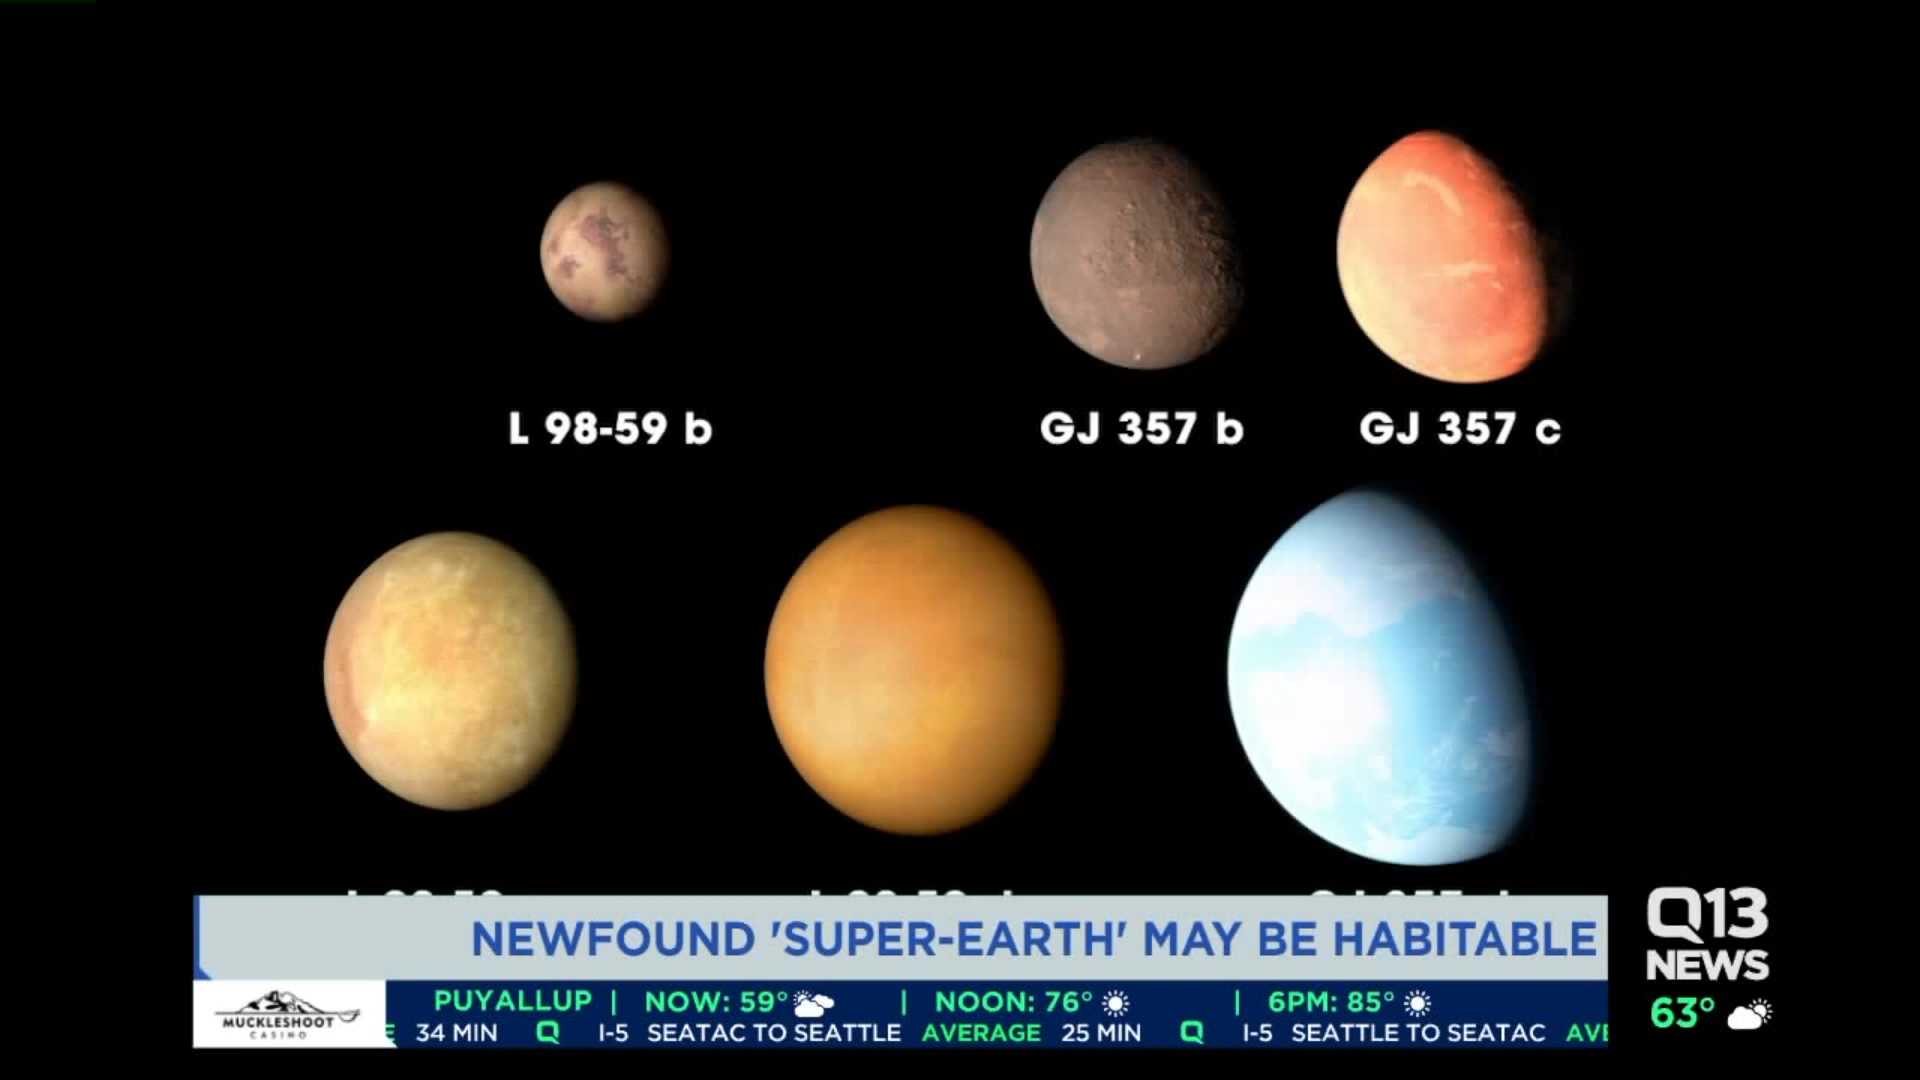 L 98-59 b
GJ 357 b
GJ 357 c
NEWFOUND 'SUPER-EARTH' MAY BE HABITABLE
Q13
NEWS
63°
MUCKLESHOOT
CASINO
PUYALLUP | NOW: 59° | NOON: 76° | 6PM: 85°
34 MIN Q I-5 SEATAC TO SEATTLE AVERAGE 25 MIN Q I-5 SEATTLE TO SEATAC